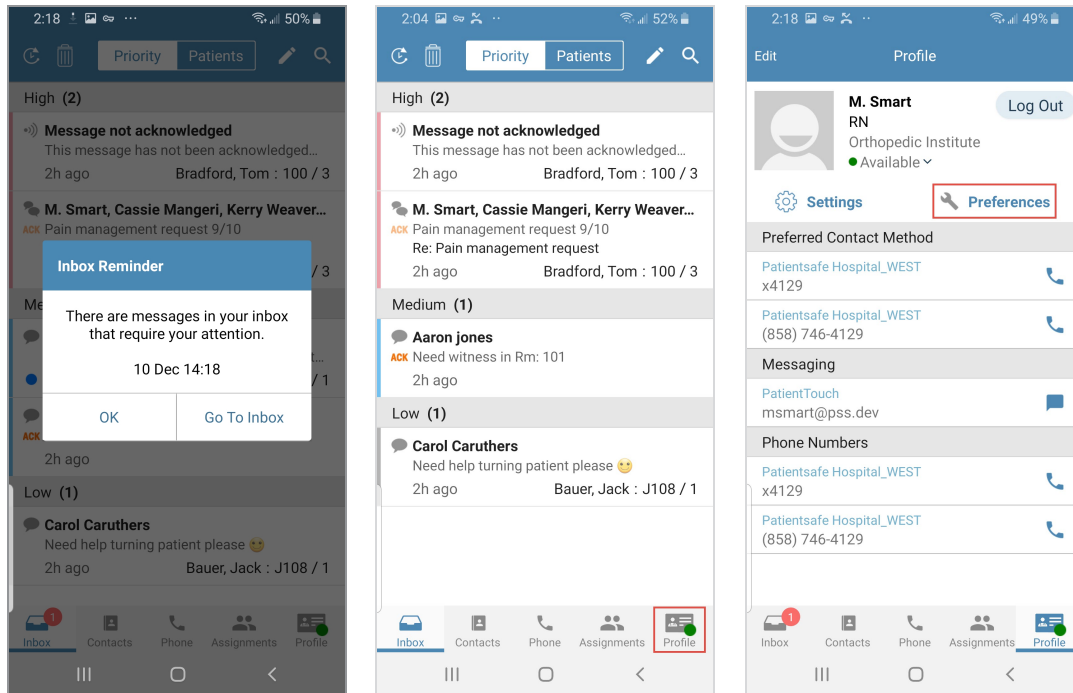 2:18 ... 50%
Priority Patients
High (2)
Message not acknowledged
This message has not been acknowledged...
2h ago Bradford, Tom : 100 / 3
M. Smart, Cassie Mangeri, Kerry Weaver...
ACK Pain management request 9/10
/ 3
Inbox Reminder
There are messages in your inbox
that require your attention.
10 Dec 14:18
OK Go To Inbox
Me
t...
/ 1
ACK
2h ago
Low (1)
Carol Caruthers
Need help turning patient please
2h ago Bauer, Jack : J108 / 1
1
Inbox Contacts Phone Assignments Profile
2:04 52%
Priority Patients
High (2)
Message not acknowledged
This message has not been acknowledged...
2h ago Bradford, Tom : 100 / 3
M. Smart, Cassie Mangeri, Kerry Weaver...
ACK Pain management request 9/10
Re: Pain management request
2h ago Bradford, Tom : 100 / 3
Medium (1)
Aaron jones
ACK Need witness in Rm: 101
2h ago
Low (1)
Carol Caruthers
Need help turning patient please
2h ago Bauer, Jack : J108 / 1
Inbox Contacts Phone Assignments Profile
2:18 49%
Edit Profile
M. Smart Log Out
RN
Orthopedic Institute
Available
Settings Preferences
Preferred Contact Method
Patientsafe Hospital_WEST
x4129
Patientsafe Hospital_WEST
(858) 746-4129
Messaging
PatientTouch
msmart@pss.dev
Phone Numbers
Patientsafe Hospital_WEST
x4129
Patientsafe Hospital_WEST
(858) 746-4129
1
Inbox Contacts Phone Assignments Profile